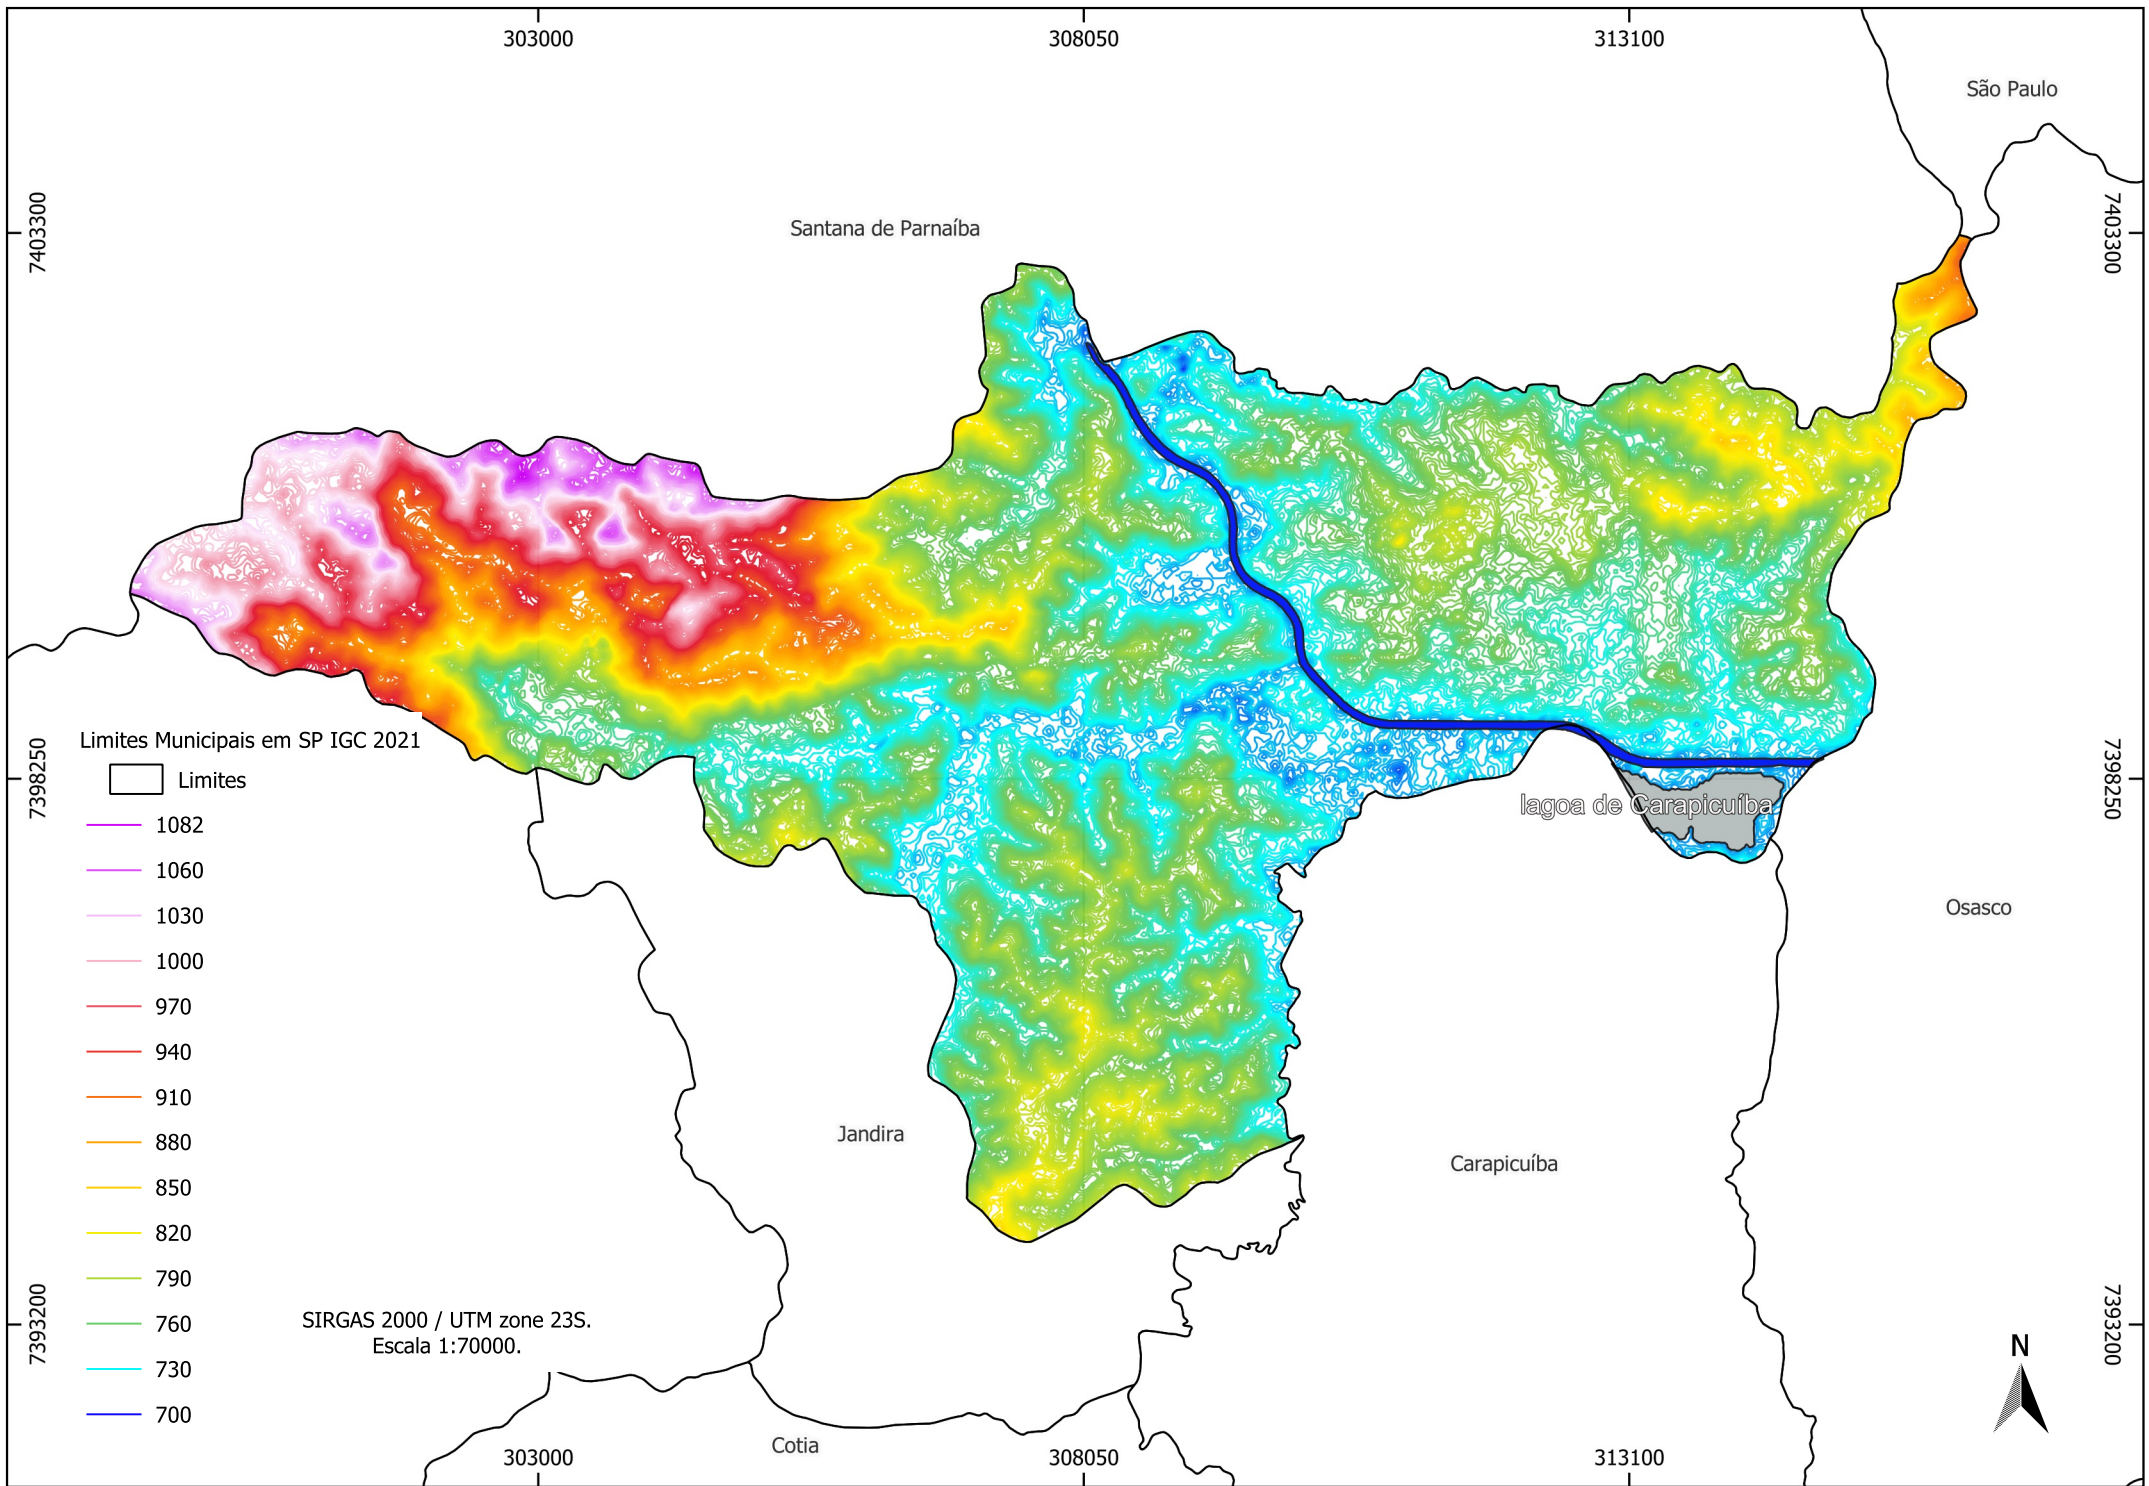 303000
308050
313100
São Paulo
7403300
7403300
Santana de Parnaíba
Limites Municipais em SP IGC 2021
Limites
7398250
7398250
lagoa de Carapicuíba
1082
1060
1030
1000
970
940
910
880
850
820
790
760
730
700
Osasco
Jandira
Carapicuíba
SIRGAS 2000 / UTM zone 23S.
Escala 1:70000.
7393200
7393200
N
Cotia
303000
308050
313100